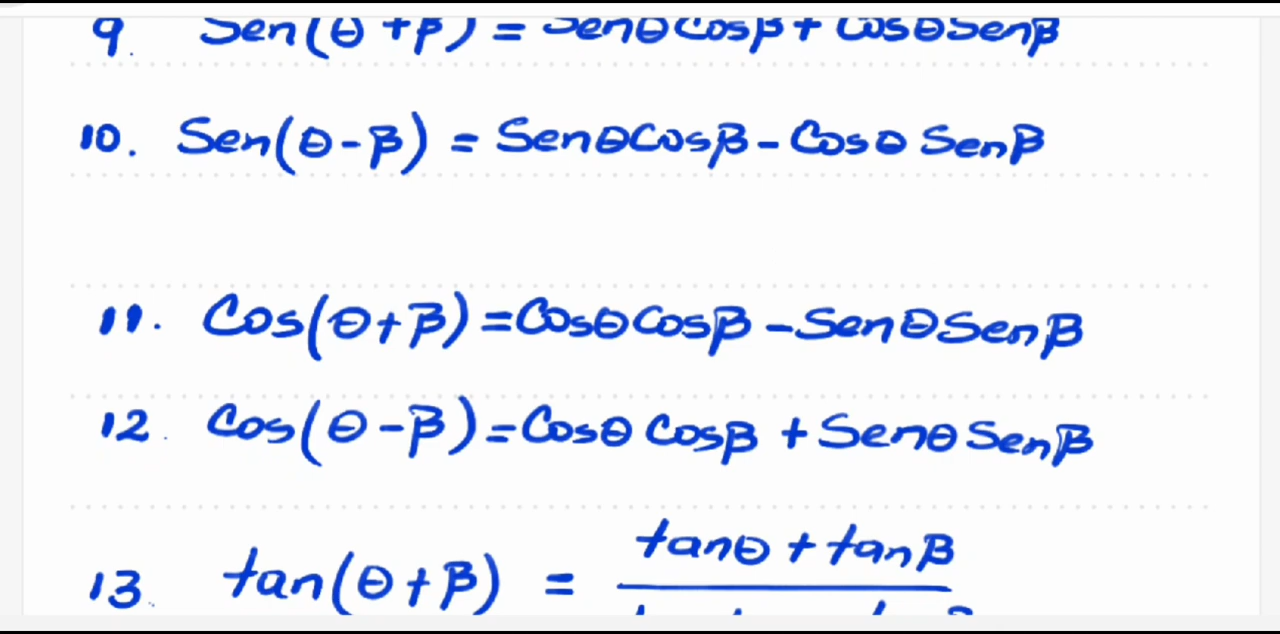 9. Sen(θ+β) = SenθCosβ + CosθSenβ
10. Sen(θ-β) = SenθCosβ - Cosθ Senβ
11. Cos(θ+β) = CosθCosβ - SenθSenβ
12. Cos(θ-β) = Cosθ Cosβ + Senθ Senβ
tanθ + tanβ
13. tan(θ+β) =